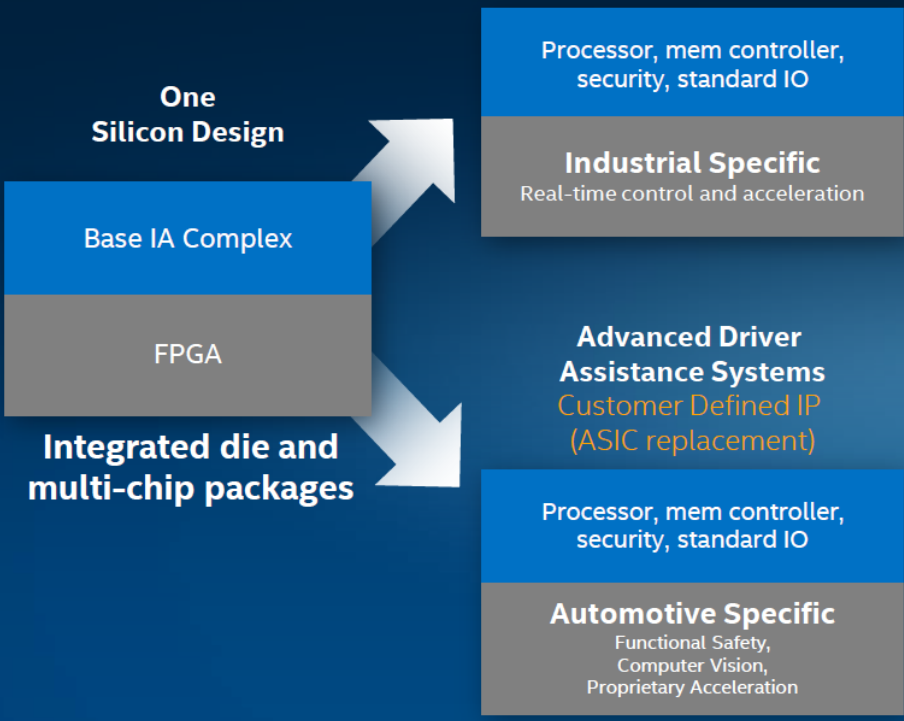 One
Silicon Design
Base IA Complex
FPGA
Integrated die and
multi-chip packages
Processor, mem controller,
security, standard IO
Industrial Specific
Real-time control and acceleration
Advanced Driver
Assistance Systems
Customer Defined IP
(ASIC replacement)
Processor, mem controller,
security, standard IO
Automotive Specific
Functional Safety,
Computer Vision,
Proprietary Acceleration